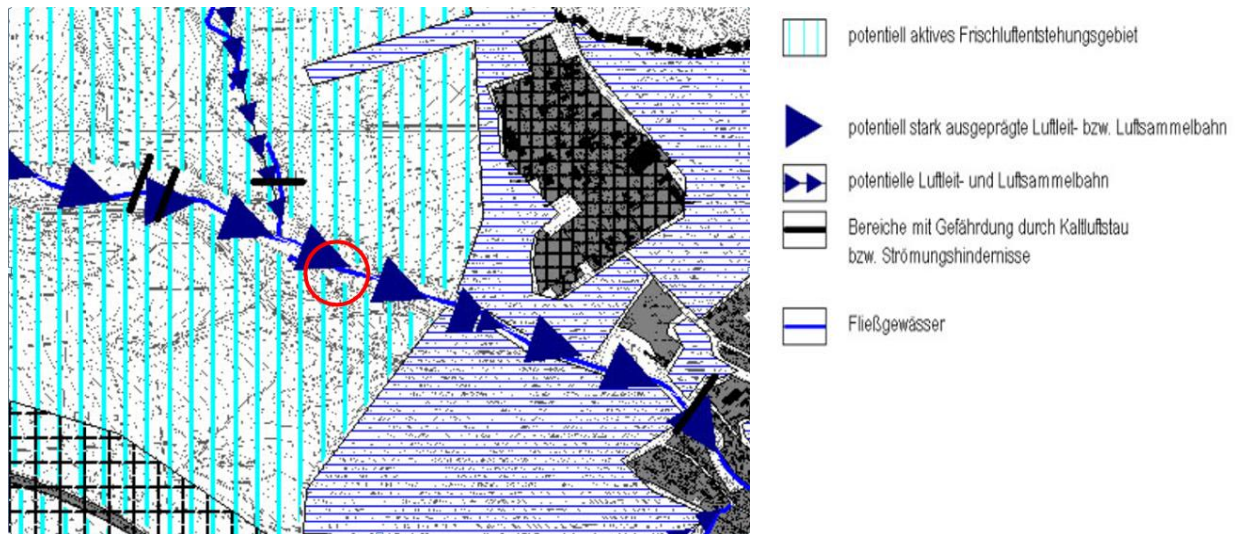 potentiell aktives Frischluftentstehungsgebiet
potentiell stark ausgeprägte Luftleit- bzw. Luftsammelbahn
potentielle Luftleit- und Luftsammelbahn
Bereiche mit Gefährdung durch Kaltluftstau
bzw. Strömungshindernisse
Fließgewässer